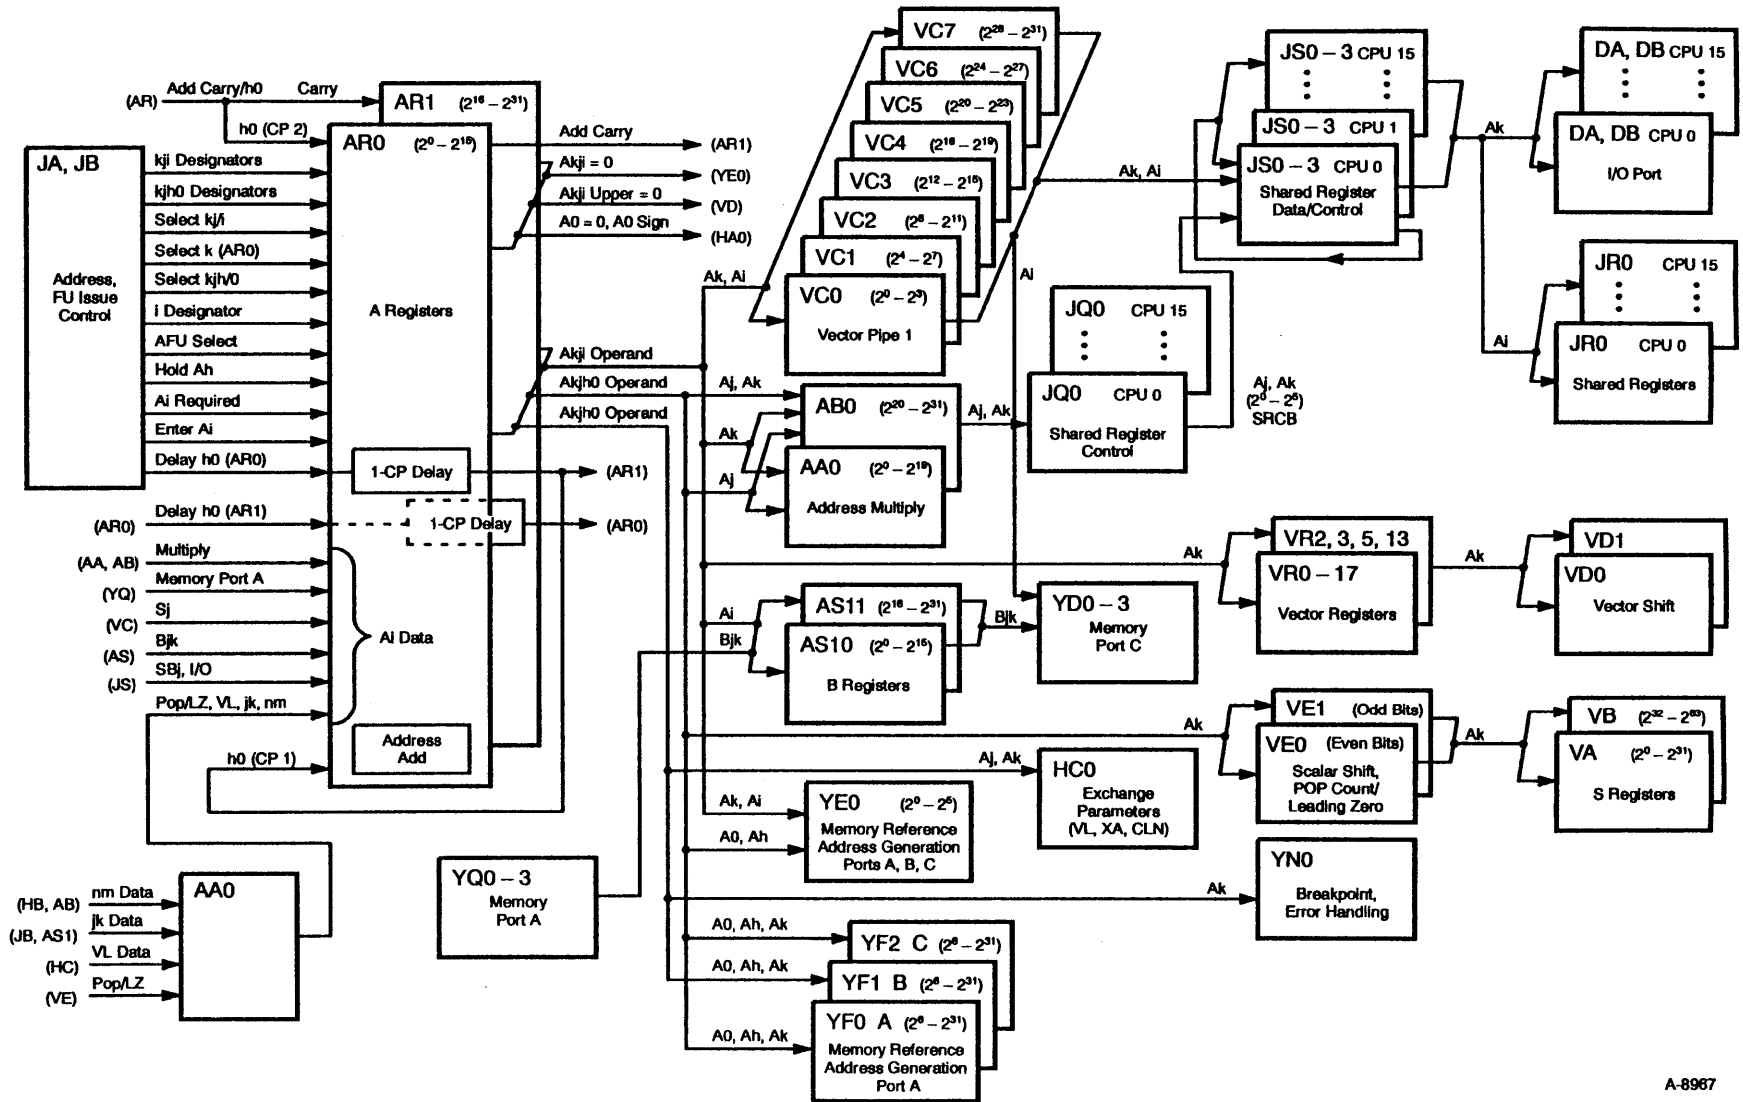 (AR)
Add Carry/h0
Carry
h0 (CP 2)
AR1 (2¹⁶ – 2³¹)
AR0 (2⁰ – 2¹⁵)
A Registers
JA, JB
Address,
FU Issue
Control
kji Designators
kjh0 Designators
Select kj/i
Select k (AR0)
Select kjh/0
i Designator
AFU Select
Hold Ah
Ai Required
Enter Ai
Delay h0 (AR0)
1-CP Delay
(AR1)
(AR0)
Delay h0 (AR1)
1-CP Delay
(AR0)
(AA, AB)
Multiply
(YQ)
Memory Port A
(VC)
Sj
(AS)
Bjk
(JS)
SBj, I/O
Pop/LZ, VL, jk, nm
Ai Data
Address
Add
h0 (CP 1)
AA0
(HB, AB)
nm Data
(JB, AS1)
jk Data
(HC)
VL Data
(VE)
Pop/LZ
Add Carry
(AR1)
Akji = 0
(YE0)
Akji Upper = 0
(VD)
A0 = 0, A0 Sign
(HA0)
Akji Operand
Akjh0 Operand
Akjh0 Operand
Ak, Ai
VC7 (2²⁸ – 2³¹)
VC6 (2²⁴ – 2²⁷)
VC5 (2²⁰ – 2²³)
VC4 (2¹⁶ – 2¹⁹)
VC3 (2¹² – 2¹⁵)
VC2 (2⁸ – 2¹¹)
VC1 (2⁴ – 2⁷)
VC0 (2⁰ – 2³)
Vector Pipe 1
Ak, Ai
Ai
Aj, Ak
Ak
Aj
AB0 (2²⁰ – 2³¹)
AA0 (2⁰ – 2¹⁹)
Address Multiply
Aj, Ak
JQ0 CPU 15
JQ0 CPU 0
Shared Register
Control
Aj, Ak
(2⁰ – 2⁵)
SRCB
JS0 – 3 CPU 15
JS0 – 3 CPU 1
JS0 – 3 CPU 0
Shared Register
Data/Control
Ak
DA, DB CPU 15
DA, DB CPU 0
I/O Port
Ai
JR0 CPU 15
JR0 CPU 0
Shared Registers
Ai
Bjk
AS11 (2¹⁶ – 2³¹)
AS10 (2⁰ – 2¹⁵)
B Registers
Bjk
YD0 – 3
Memory
Port C
Ak
VR2, 3, 5, 13
VR0 – 17
Vector Registers
Ak
VD1
VD0
Vector Shift
Ak
VE1 (Odd Bits)
VE0 (Even Bits)
Scalar Shift,
POP Count/
Leading Zero
Ak
VB (2³² – 2⁶³)
VA (2⁰ – 2³¹)
S Registers
Aj, Ak
HC0
Exchange
Parameters
(VL, XA, CLN)
Ak, Ai
A0, Ah
YE0 (2⁰ – 2⁵)
Memory Reference
Address Generation
Ports A, B, C
YQ0 – 3
Memory
Port A
Ak
YN0
Breakpoint,
Error Handling
A0, Ah, Ak
YF2 C (2⁶ – 2³¹)
A0, Ah, Ak
YF1 B (2⁶ – 2³¹)
A0, Ah, Ak
YF0 A (2⁶ – 2³¹)
Memory Reference
Address Generation
Port A
A-8967